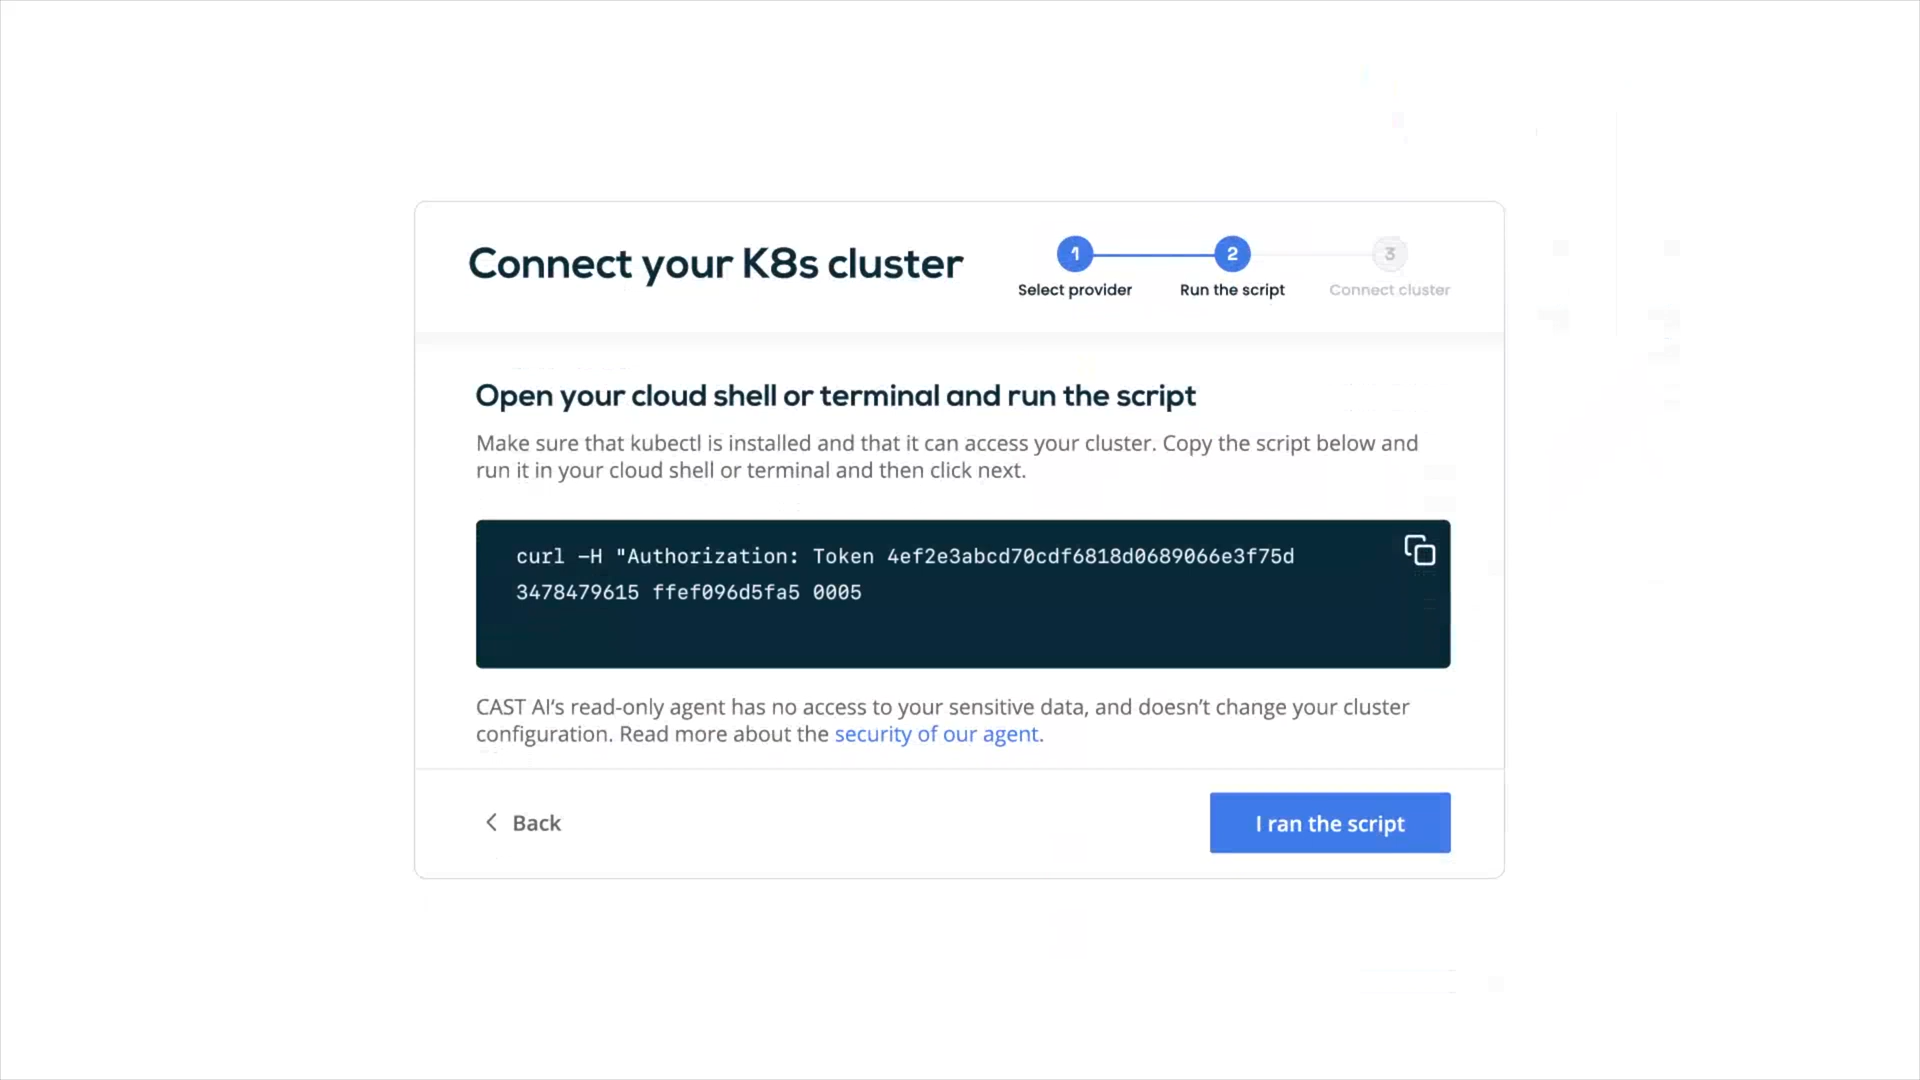 Connect your K8s cluster
1
2
3
Select provider
Run the script
Connect cluster
Open your cloud shell or terminal and run the script
Make sure that kubectl is installed and that it can access your cluster. Copy the script below and
run it in your cloud shell or terminal and then click next.
curl –H "Authorization: Token 4ef2e3abcd70cdf6818d0689066e3f75d
3478479615 ffef096d5fa5 0005
CAST AI's read-only agent has no access to your sensitive data, and doesn't change your cluster
configuration. Read more about the security of our agent.
Back
I ran the script